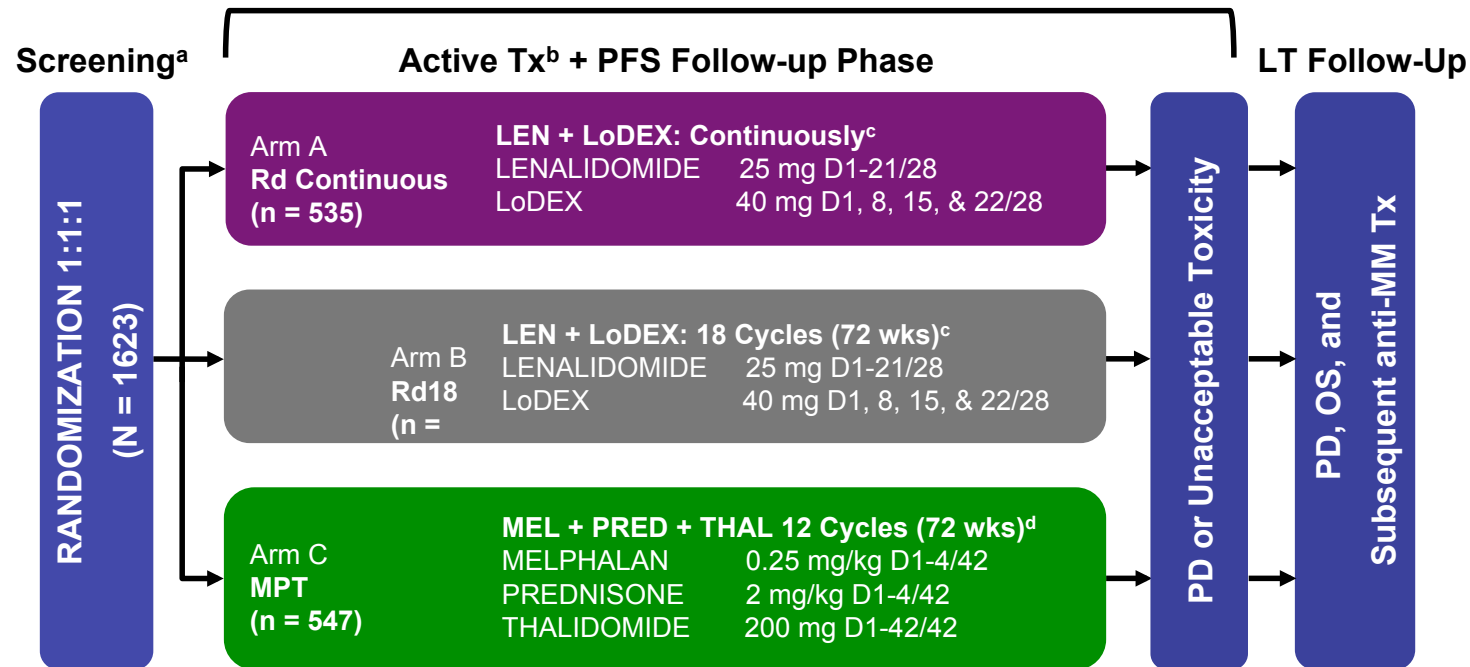 Screeningᵃ
Active Txᵇ + PFS Follow-up Phase
LT Follow-Up
RANDOMIZATION 1:1:1
(N = 1623)
Arm A
Rd Continuous
(n = 535)
LEN + LoDEX: Continuouslyᶜ
LENALIDOMIDE 25 mg D1-21/28
LoDEX 40 mg D1, 8, 15, & 22/28
Arm B
Rd18
(n =
LEN + LoDEX: 18 Cycles (72 wks)ᶜ
LENALIDOMIDE 25 mg D1-21/28
LoDEX 40 mg D1, 8, 15, & 22/28
Arm C
MPT
(n = 547)
MEL + PRED + THAL 12 Cycles (72 wks)ᵈ
MELPHALAN 0.25 mg/kg D1-4/42
PREDNISONE 2 mg/kg D1-4/42
THALIDOMIDE 200 mg D1-42/42
PD or Unacceptable Toxicity
PD, OS, and
Subsequent anti-MM Tx